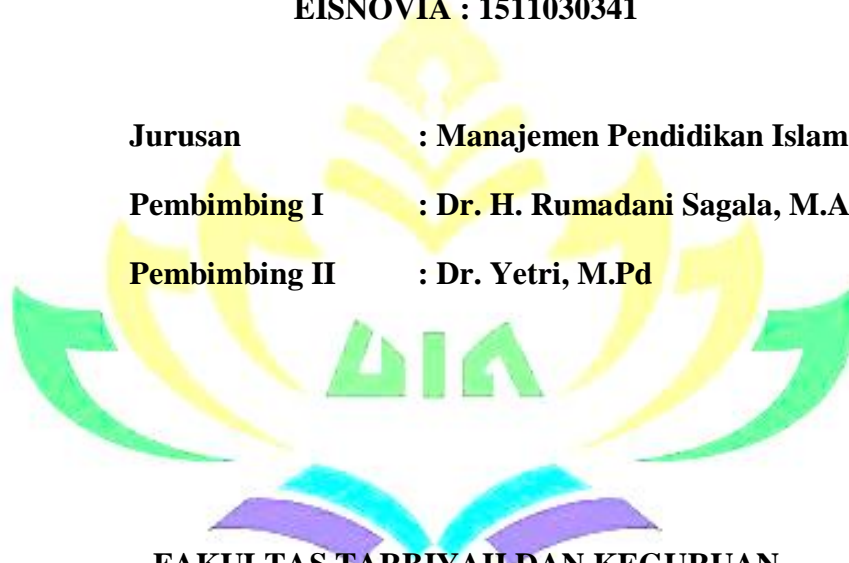 EISNOVIA : 1511030341
Jurusan : Manajemen Pendidikan Islam
Pembimbing I : Dr. H. Rumadani Sagala, M.A
Pembimbing II : Dr. Yetri, M.Pd
UIN
FAKULTAS TARBIYAH DAN KEGURUAN